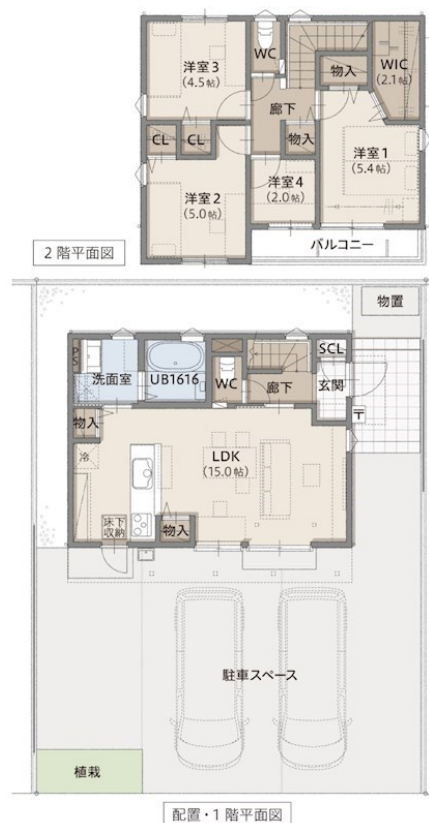 WC
洋室3
(4.5帖)
物入
WIC
(2.1帖)
廊下
CL
CL
物入
洋室1
(5.4帖)
洋室2
(5.0帖)
洋室4
(2.0帖)
2階平面図
バルコニー
物置
PS
洗面室
UB1616
WC
廊下
SCL
玄関
〒
物入
冷
LDK
(15.0帖)
床下
収納
物入
駐車スペース
植栽
配置・1階平面図